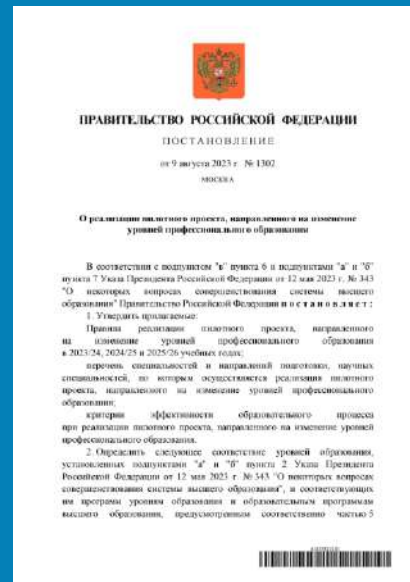 ПРАВИТЕЛЬСТВО РОССИЙСКОЙ ФЕДЕРАЦИИ
ПОСТАНОВЛЕНИЕ
от 9 августа 2023 г. № 1302
МОСКВА
О реализации пилотного проекта, направленного на изменение
уровней профессионального образования
В соответствии с подпунктом "в" пункта 6 и подпунктами "а" и "б"
пункта 7 Указа Президента Российской Федерации от 12 мая 2023 г. № 343
"О некоторых вопросах совершенствования системы высшего
образования" Правительство Российской Федерации постановляет:
1. Утвердить прилагаемые:
Правила реализации пилотного проекта, направленного
на изменение уровней профессионального образования
в 2023/24, 2024/25 и 2025/26 учебных годах;
перечень специальностей и направлений подготовки, научных
специальностей, по которым осуществляется реализация пилотного
проекта, направленного на изменение уровней профессионального
образования;
критерии эффективности образовательного процесса
при реализации пилотного проекта, направленного на изменение уровней
профессионального образования.
2. Определить следующее соответствие уровней образования,
установленных подпунктами "а" и "б" пункта 2 Указа Президента
Российской Федерации от 12 мая 2023 г. № 343 "О некоторых вопросах
совершенствования системы высшего образования", и соответствующих
им программ уровням образования и образовательным программам
высшего образования, предусмотренным соответственно частью 5